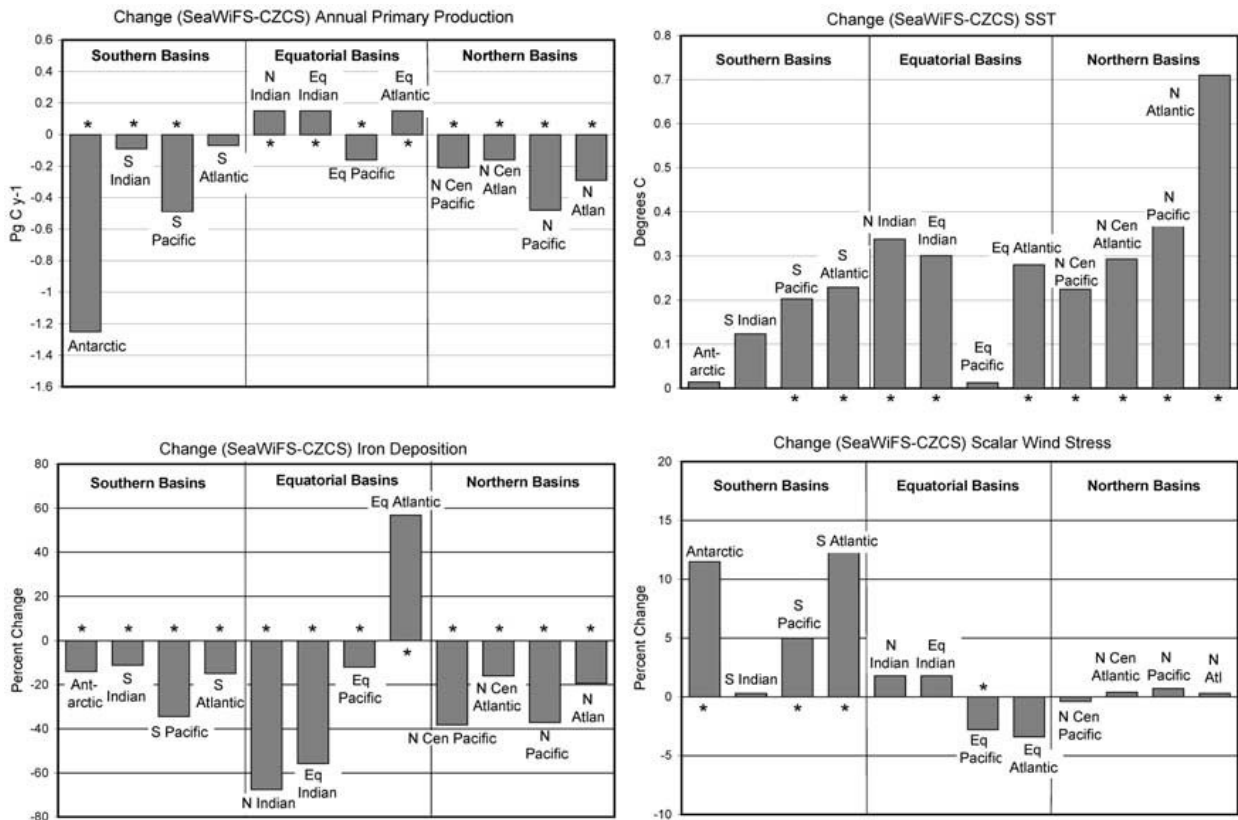 Change (SeaWiFS-CZCS) Annual Primary Production
Pg C y-1
0.6
0.4
0.2
0
-0.2
-0.4
-0.6
-0.8
-1
-1.2
-1.4
-1.6
Southern Basins
Equatorial Basins
Northern Basins
N
Indian
Eq
Indian
Eq
Atlantic
* * * * * * * *
* * *
S
Indian
S
Atlantic
Eq Pacific
N Cen
Pacific
N Cen
Atlan
N
Atlan
S
Pacific
N
Pacific
Antarctic
Change (SeaWiFS-CZCS) SST
Degrees C
0.8
0.7
0.6
0.5
0.4
0.3
0.2
0.1
0
Southern Basins
Equatorial Basins
Northern Basins
Ant-
arctic
S Indian
S
Pacific
S
Atlantic
N Indian
Eq
Indian
Eq
Pacific
Eq Atlantic
N Cen
Pacific
N Cen
Atlantic
N
Pacific
N
Atlantic
* * * * * * * * *
Change (SeaWiFS-CZCS) Iron Deposition
Percent Change
80
60
40
20
0
-20
-40
-60
-80
Southern Basins
Equatorial Basins
Northern Basins
Eq Atlantic
* * * * * * * * * * *
*
Ant-
arctic
S
Indian
S Pacific
S
Atlantic
N Indian
Eq
Indian
Eq
Pacific
N Cen Pacific
N Cen
Atlantic
N
Pacific
N
Atlan
Change (SeaWiFS-CZCS) Scalar Wind Stress
Percent Change
20
15
10
5
0
-5
-10
Southern Basins
Equatorial Basins
Northern Basins
Antarctic
S Indian
S
Pacific
S Atlantic
N
Indian
Eq
Indian
*
Eq
Pacific
Eq
Atlantic
N Cen
Pacific
N Cen
Atlantic
N
Pacific
N
Atl
* * *